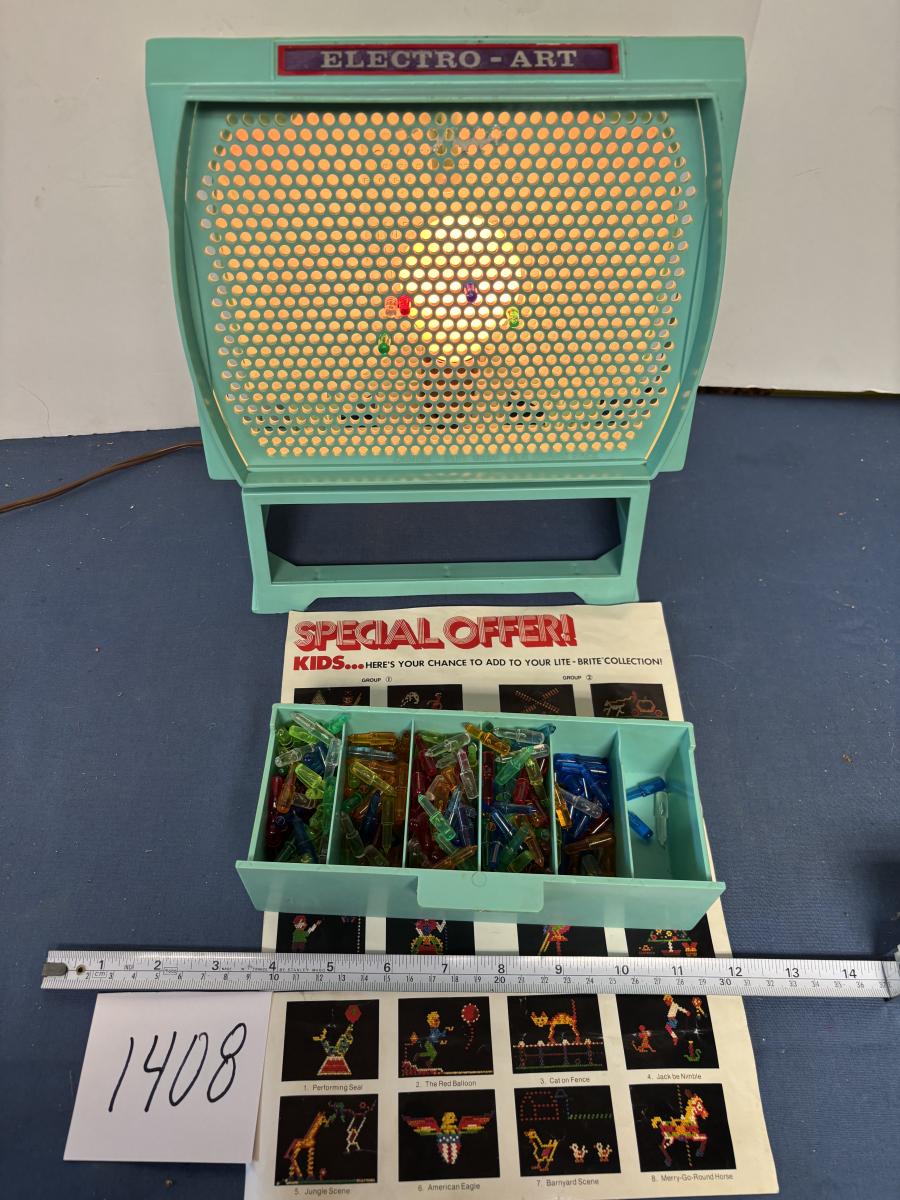 ELECTRO - ART
SPECIAL OFFER!
KIDS... HERE'S YOUR CHANCE TO ADD TO YOUR LITE-BRITE COLLECTION!
GROUP ① GROUP ②
1 2 3 4 5 6 7 8 9 10 11 12 13 14
1408
1. Performing Seal 2. The Red Balloon 3. Cat on Fence 4. Jack be Nimble
5. Jungle Scene 6. American Eagle 7. Barnyard Scene 8. Merry-Go-Round Horse